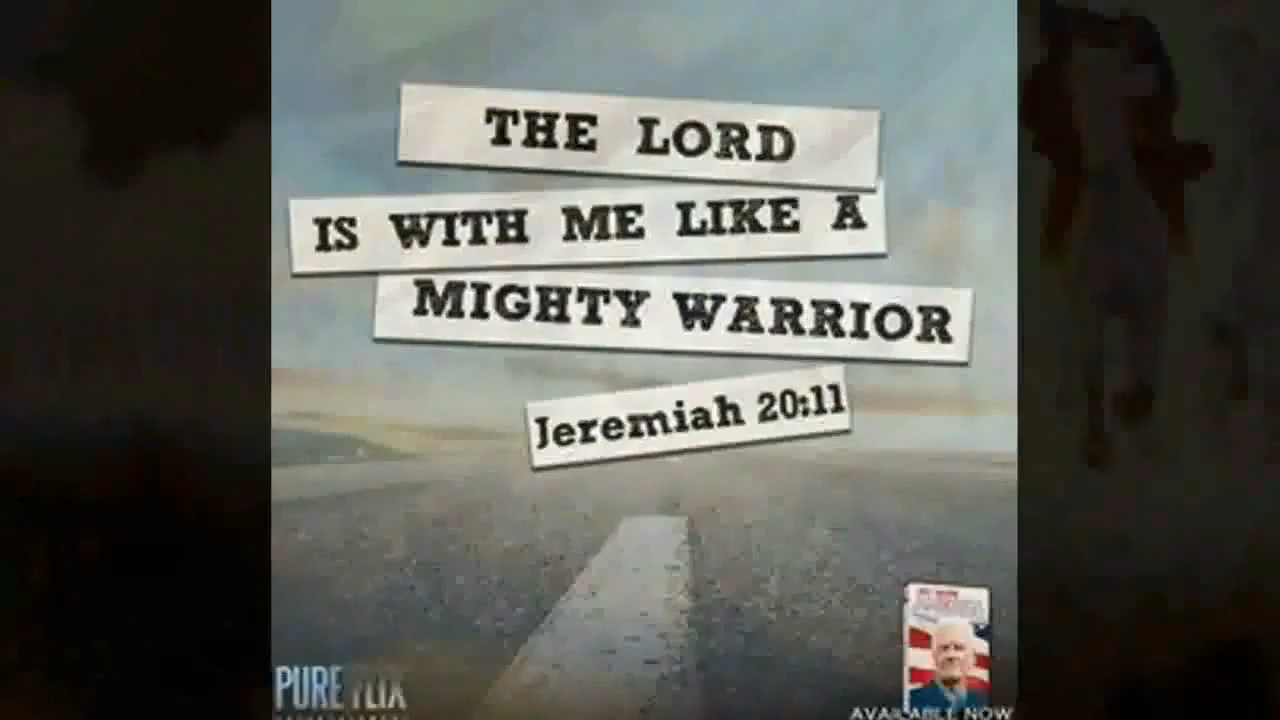 THE LORD
IS WITH ME LIKE A
MIGHTY WARRIOR
Jeremiah 20:11
PURE FLIX
AVAILABLE NOW